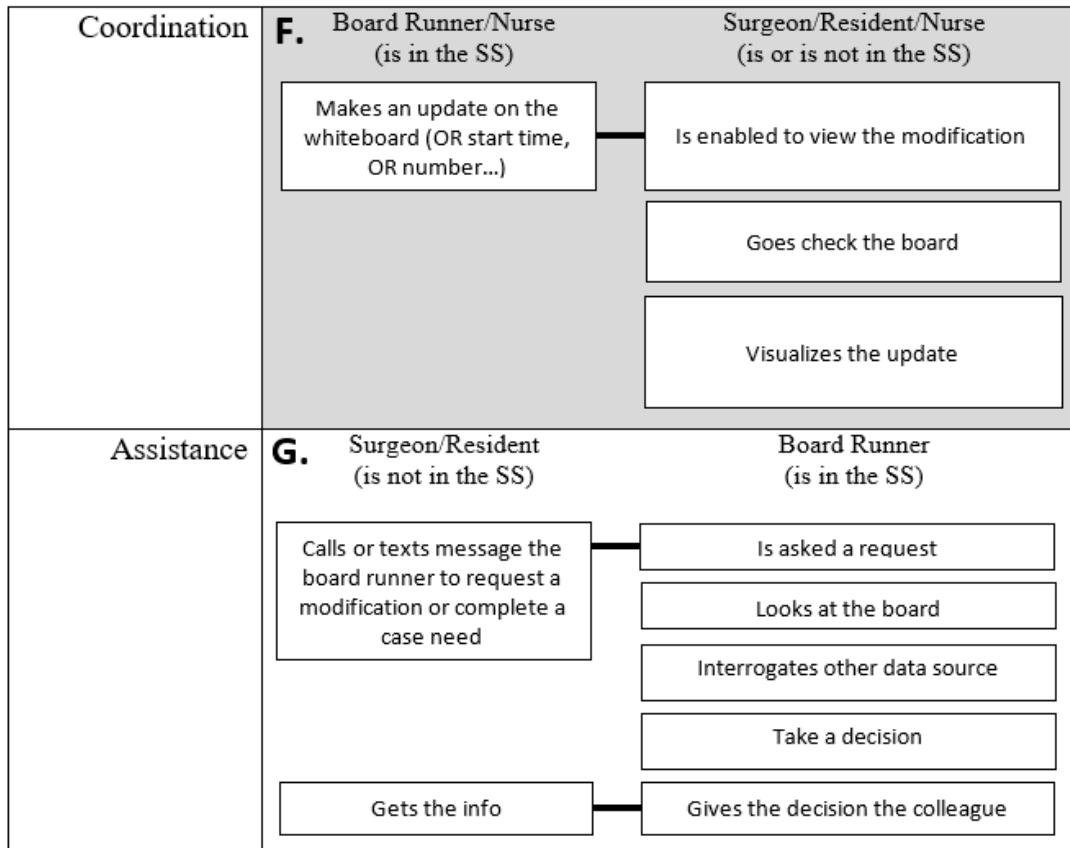 Coordination
F.
Board Runner/Nurse
(is in the SS)
Surgeon/Resident/Nurse
(is or is not in the SS)
Makes an update on the
whiteboard (OR start time,
OR number…)
Is enabled to view the modification
Goes check the board
Visualizes the update
Assistance
G.
Surgeon/Resident
(is not in the SS)
Board Runner
(is in the SS)
Calls or texts message the
board runner to request a
modification or complete a
case need
Is asked a request
Looks at the board
Interrogates other data source
Take a decision
Gets the info
Gives the decision the colleague